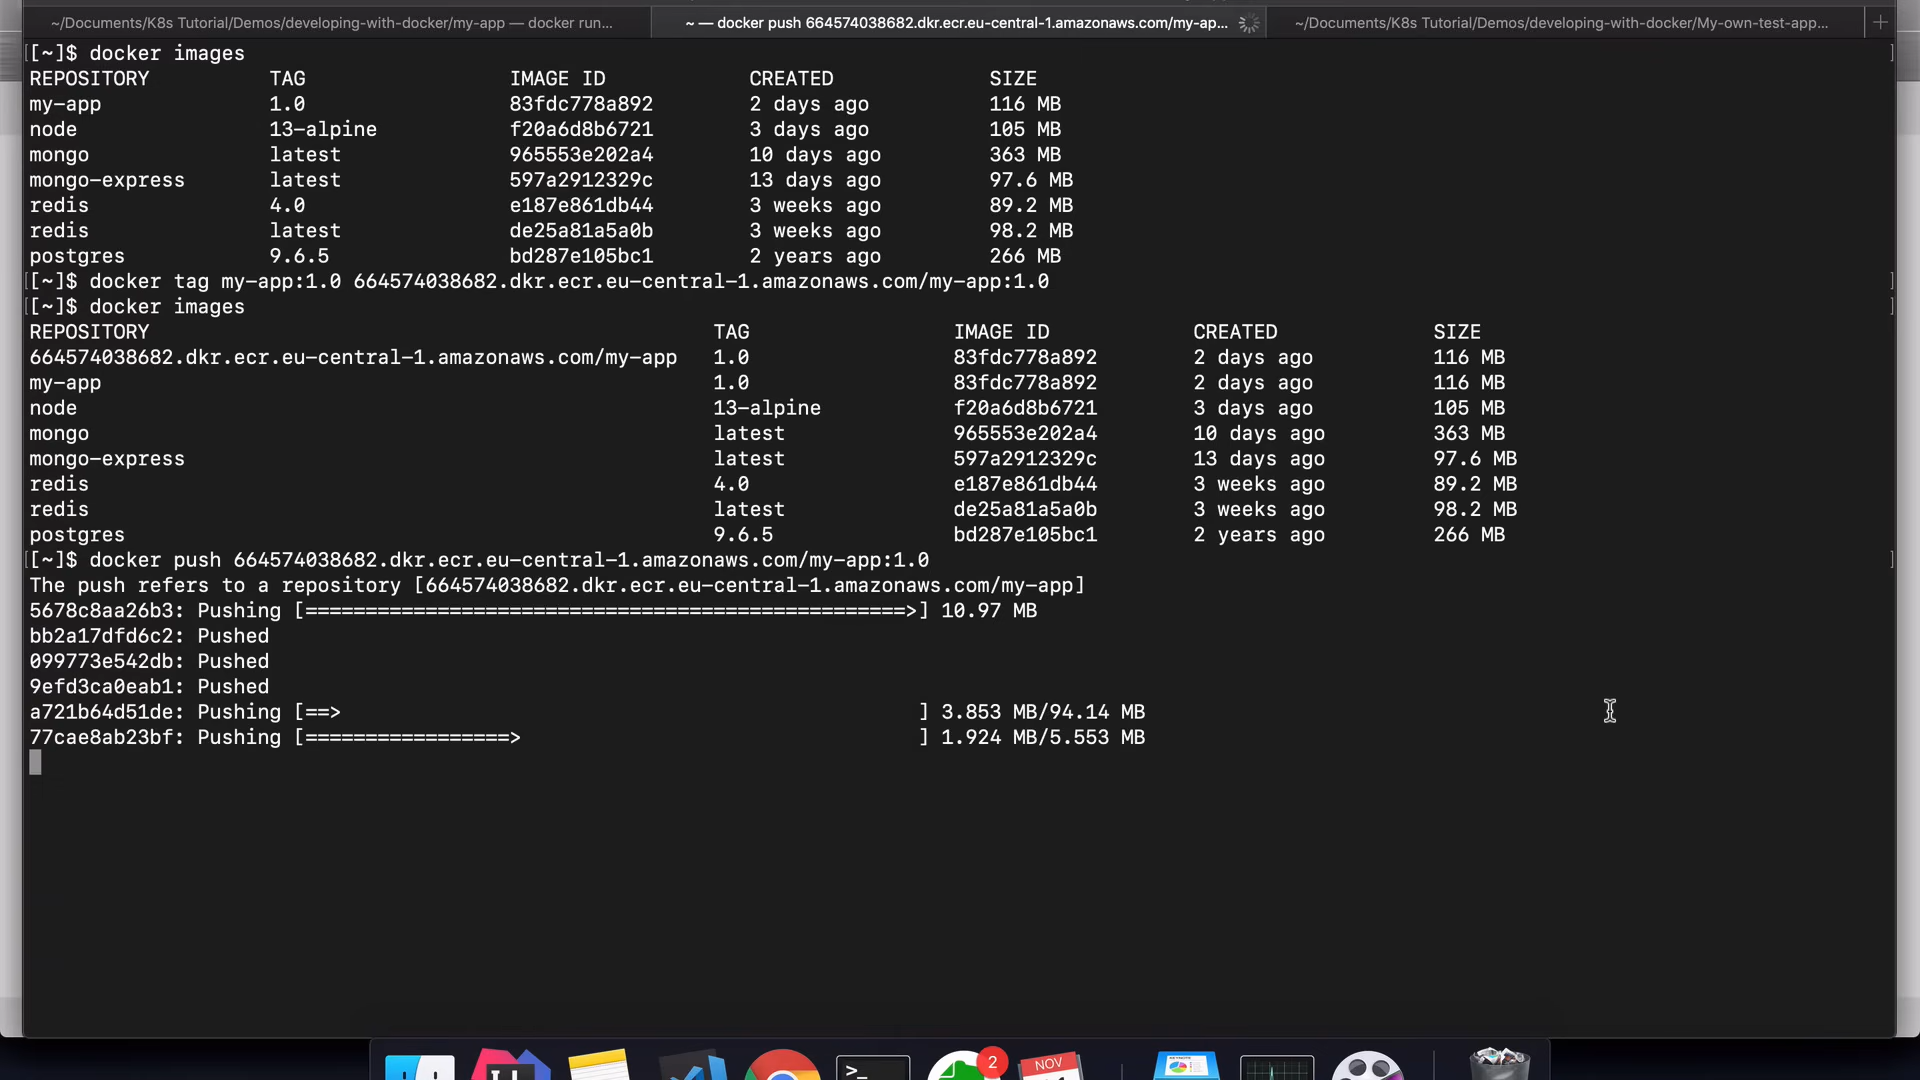 ~/Documents/K8s Tutorial/Demos/developing-with-docker/my-app — docker run...
~ — docker push 664574038682.dkr.ecr.eu-central-1.amazonaws.com/my-ap...
~/Documents/K8s Tutorial/Demos/developing-with-docker/My-own-test-app...
[[~]$ docker images ]
REPOSITORY TAG IMAGE ID CREATED SIZE
my-app 1.0 83fdc778a892 2 days ago 116 MB
node 13-alpine f20a6d8b6721 3 days ago 105 MB
mongo latest 965553e202a4 10 days ago 363 MB
mongo-express latest 597a2912329c 13 days ago 97.6 MB
redis 4.0 e187e861db44 3 weeks ago 89.2 MB
redis latest de25a81a5a0b 3 weeks ago 98.2 MB
postgres 9.6.5 bd287e105bc1 2 years ago 266 MB
[[~]$ docker tag my-app:1.0 664574038682.dkr.ecr.eu-central-1.amazonaws.com/my-app:1.0 ]
[[~]$ docker images ]
REPOSITORY TAG IMAGE ID CREATED SIZE
664574038682.dkr.ecr.eu-central-1.amazonaws.com/my-app 1.0 83fdc778a892 2 days ago 116 MB
my-app 1.0 83fdc778a892 2 days ago 116 MB
node 13-alpine f20a6d8b6721 3 days ago 105 MB
mongo latest 965553e202a4 10 days ago 363 MB
mongo-express latest 597a2912329c 13 days ago 97.6 MB
redis 4.0 e187e861db44 3 weeks ago 89.2 MB
redis latest de25a81a5a0b 3 weeks ago 98.2 MB
postgres 9.6.5 bd287e105bc1 2 years ago 266 MB
[[~]$ docker push 664574038682.dkr.ecr.eu-central-1.amazonaws.com/my-app:1.0 ]
The push refers to a repository [664574038682.dkr.ecr.eu-central-1.amazonaws.com/my-app]
5678c8aa26b3: Pushing [==================================================>] 10.97 MB
bb2a17dfd6c2: Pushed
099773e542db: Pushed
9efd3ca0eab1: Pushed
a721b64d51de: Pushing [==> ] 3.853 MB/94.14 MB
77cae8ab23bf: Pushing [=================> ] 1.924 MB/5.553 MB
2
NOV